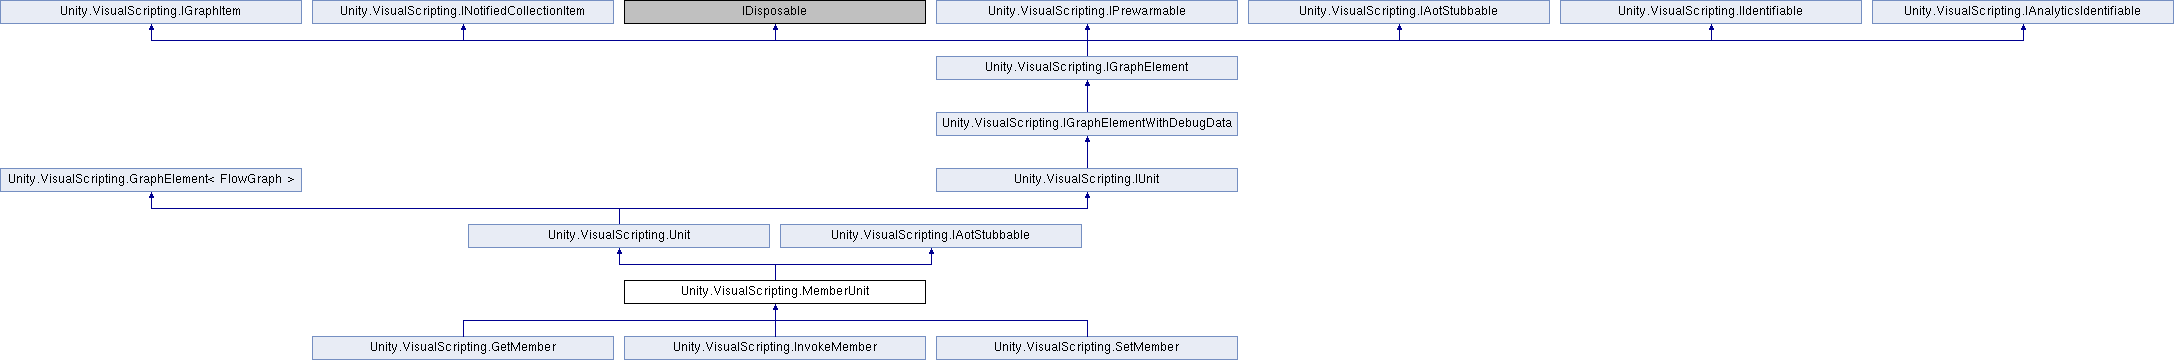 Unity.VisualScripting.IGraphItem
Unity.VisualScripting.INotifiedCollectionItem
IDisposable
Unity.VisualScripting.IPrewarmable
Unity.VisualScripting.IAotStubbable
Unity.VisualScripting.IIdentifiable
Unity.VisualScripting.IAnalyticsIdentifiable
Unity.VisualScripting.IGraphElement
Unity.VisualScripting.IGraphElementWithDebugData
Unity.VisualScripting.GraphElement< FlowGraph >
Unity.VisualScripting.IUnit
Unity.VisualScripting.Unit
Unity.VisualScripting.IAotStubbable
Unity.VisualScripting.MemberUnit
Unity.VisualScripting.GetMember
Unity.VisualScripting.InvokeMember
Unity.VisualScripting.SetMember